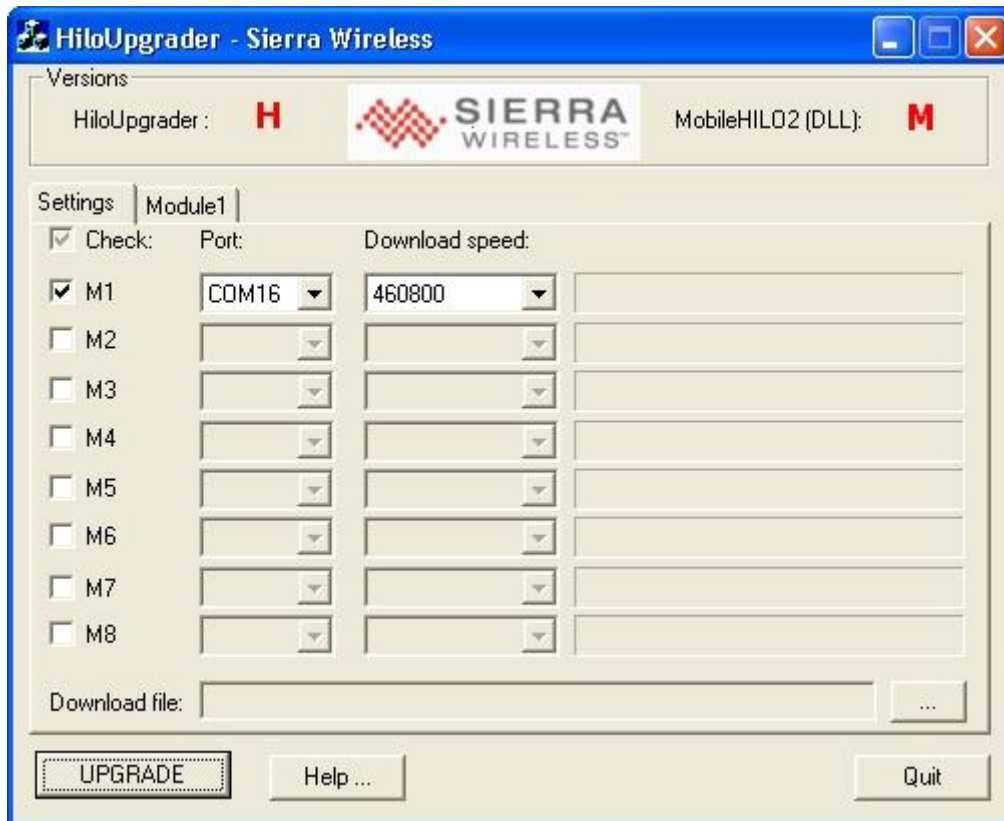 HiloUpgrader - Sierra Wireless
Versions
HiloUpgrader : H
SIERRA WIRELESS™
MobileHILO2 (DLL): M
Settings Module1
Check: Port: Download speed:
M1 COM16 460800
M2
M3
M4
M5
M6
M7
M8
Download file: ...
UPGRADE Help ... Quit